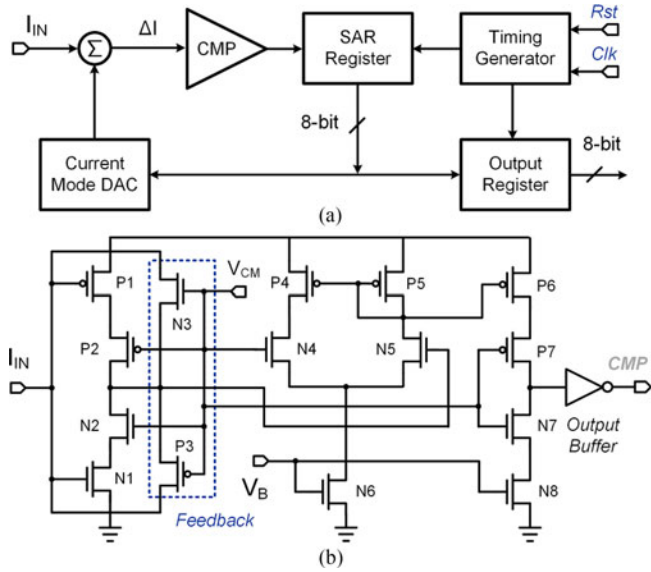 I_IN
Σ
ΔI
CMP
SAR
Register
Timing
Generator
Rst
Clk
8-bit
Current
Mode DAC
Output
Register
8-bit
(a)
P1
N3
V_CM
P4
P5
P6
P2
N4
N5
P7
I_IN
CMP
N2
P3
N7
Output
Buffer
N1
V_B
N6
N8
Feedback
(b)